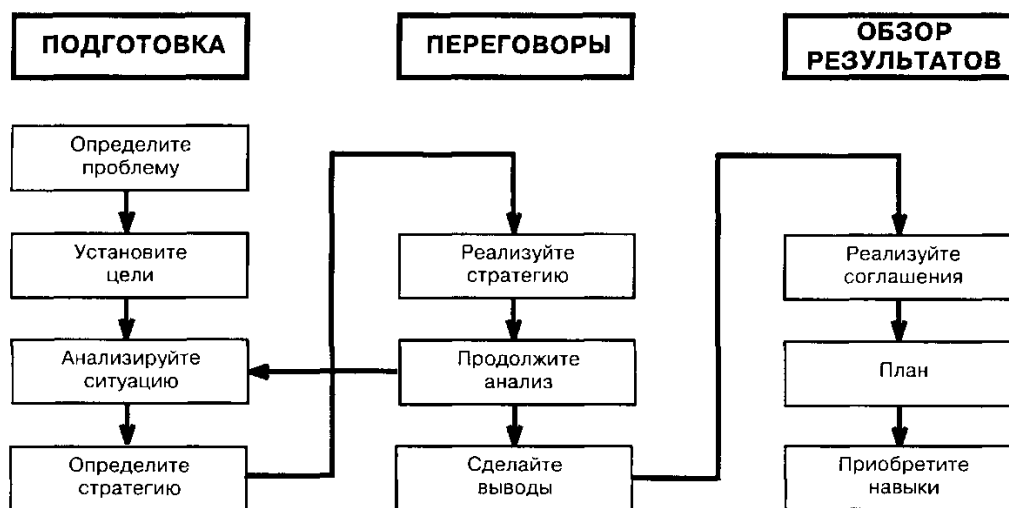 ПОДГОТОВКА
Определите
проблему
Установите
цели
Анализируйте
ситуацию
Определите
стратегию
ПЕРЕГОВОРЫ
Реализуйте
стратегию
Продолжите
анализ
Сделайте
выводы
ОБЗОР
РЕЗУЛЬТАТОВ
Реализуйте
соглашения
План
Приобретите
навыки